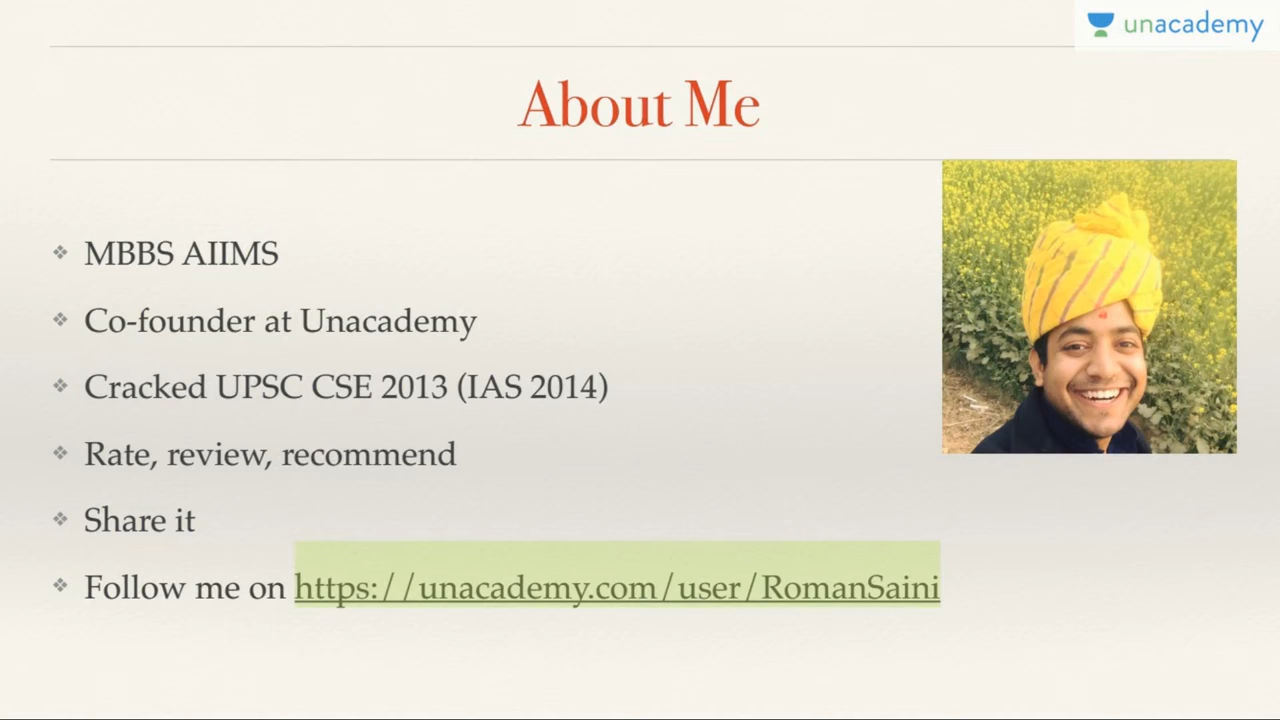 unacademy
About Me
MBBS AIIMS
Co-founder at Unacademy
Cracked UPSC CSE 2013 (IAS 2014)
Rate, review, recommend
Share it
Follow me on https://unacademy.com/user/RomanSaini